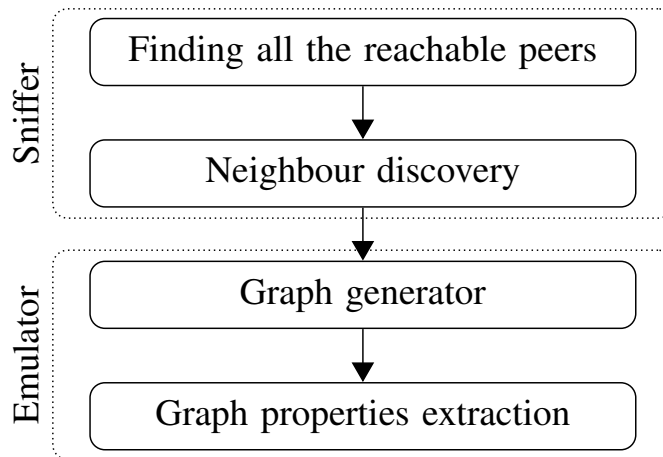 Sniffer
Finding all the reachable peers
Neighbour discovery
Emulator
Graph generator
Graph properties extraction